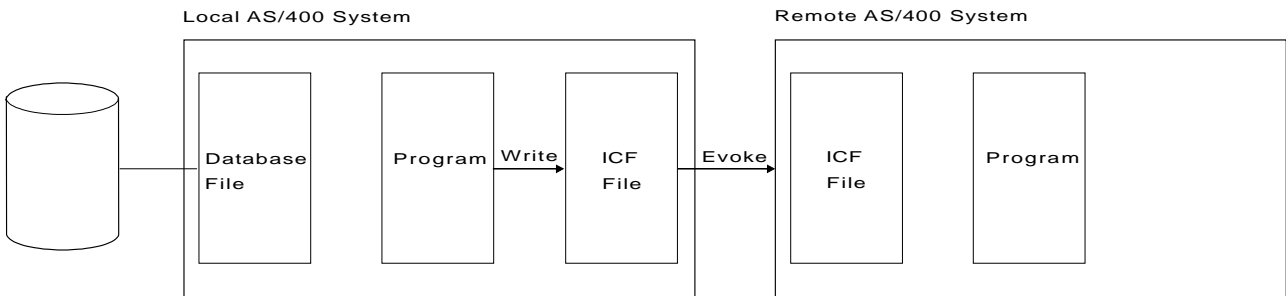 Local AS/400 System
Remote AS/400 System
Database
File
Program
Write
ICF
File
Evoke
ICF
File
Program